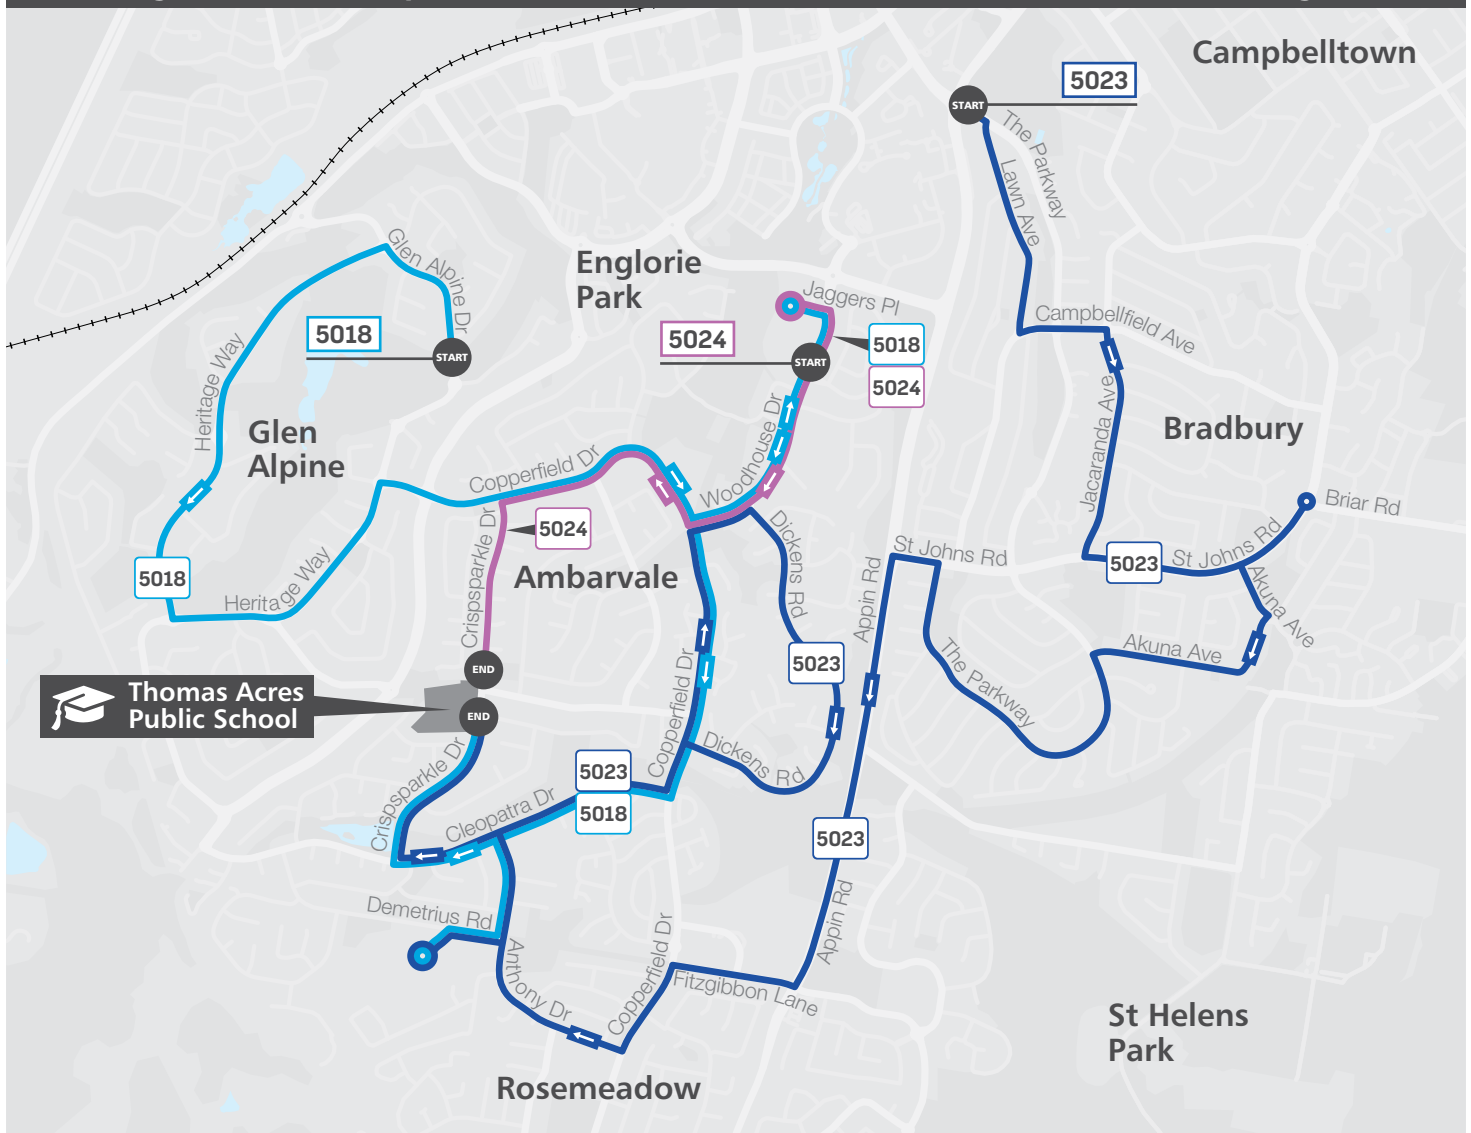 Campbelltown
5023
START
The Parkway
Lawn Ave
Glen Alpine Dr
Englorie
Park
Jaggers Pl
5018
START
Heritage Way
5024
START
5018
5024
Campbellfield Ave
Glen
Alpine
Woodhouse Dr
Jacaranda Ave
Bradbury
Copperfield Dr
Briar Rd
5024
Crispsparkle Dr
Dickens Rd
St Johns Rd
St Johns Rd
5023
5018
Heritage Way
Ambarvale
Appin Rd
Akuna Ave
Akuna Ave
5023
END
The Parkway
Thomas Acres
Public School
END
Copperfield Dr
Dickens Rd
Crispsparkle Dr
5023
5018
Cleopatra Dr
5023
Demetrius Rd
Appin Rd
Anthony Dr
Copperfield Dr
Fitzgibbon Lane
St Helens
Park
Rosemeadow